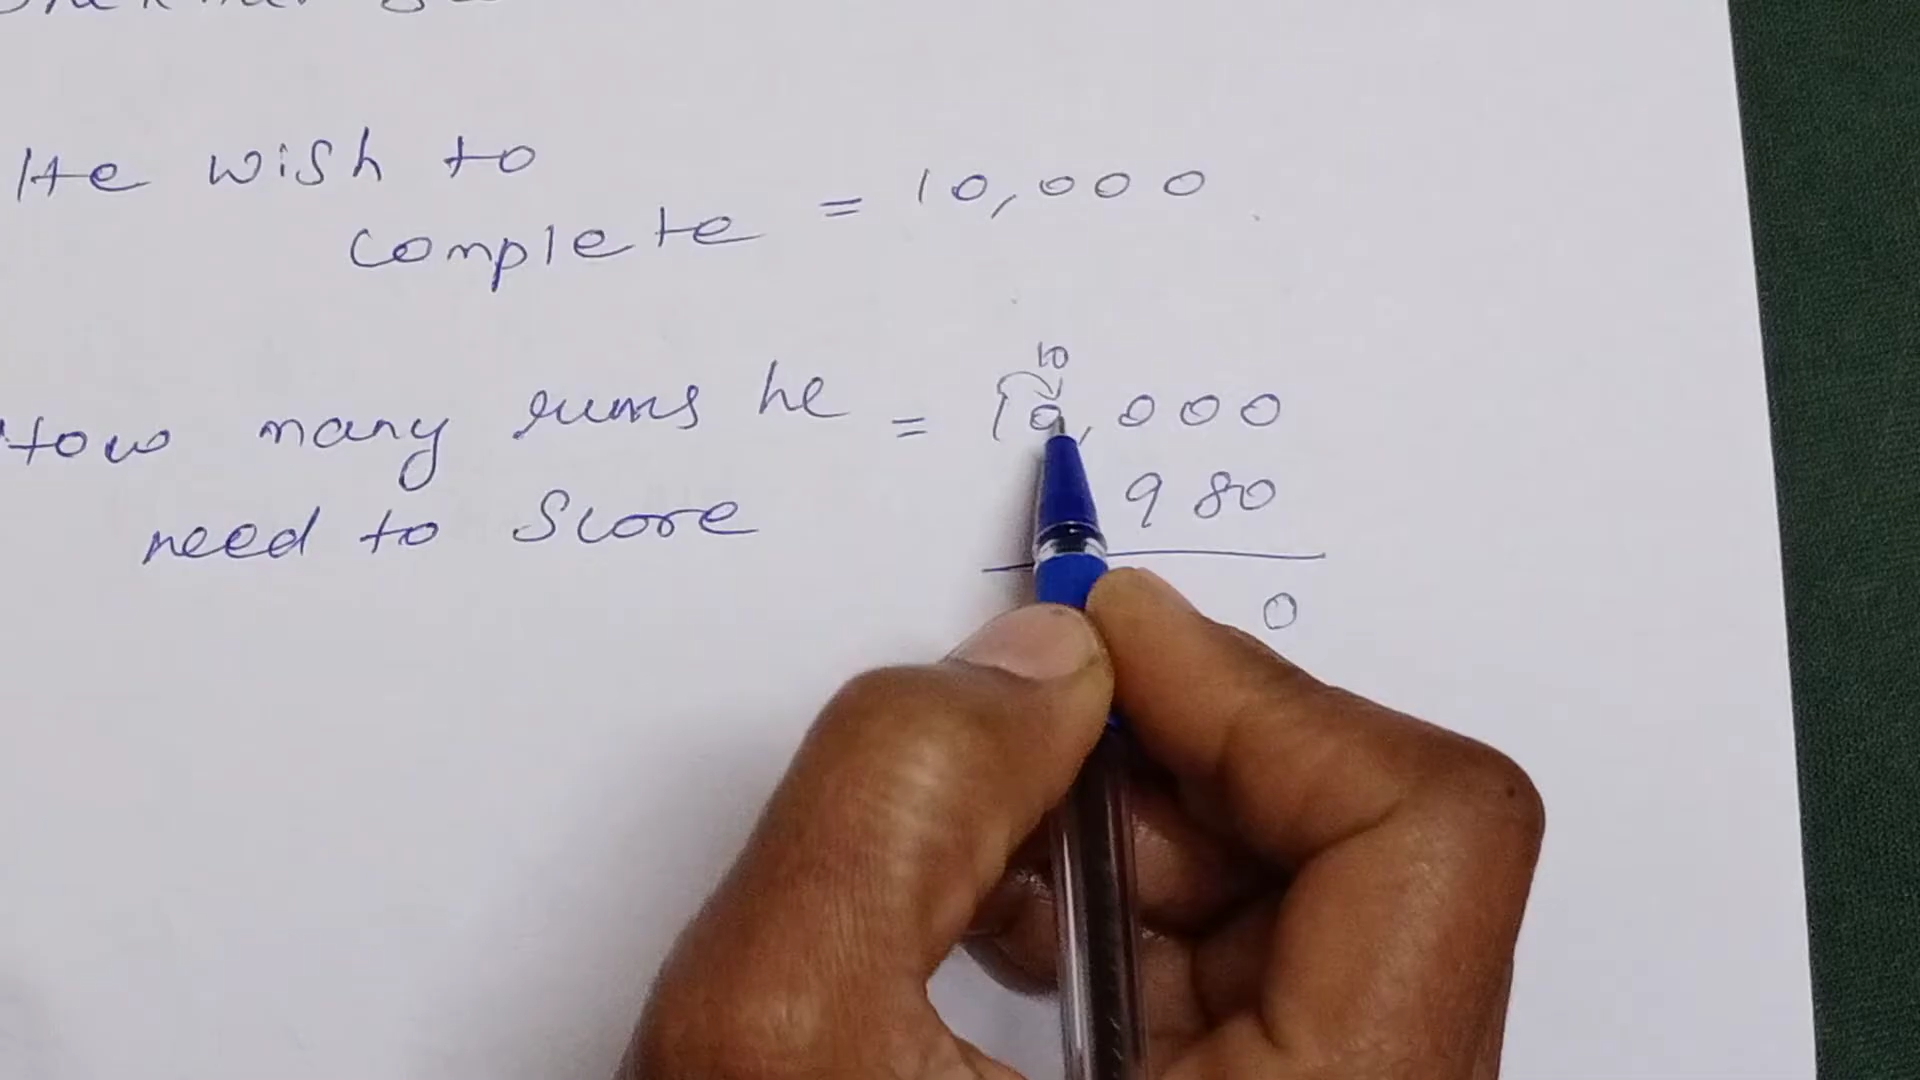 He wish to
complete = 10,000
10
How many runs he = 10,000
need to Score 980
0